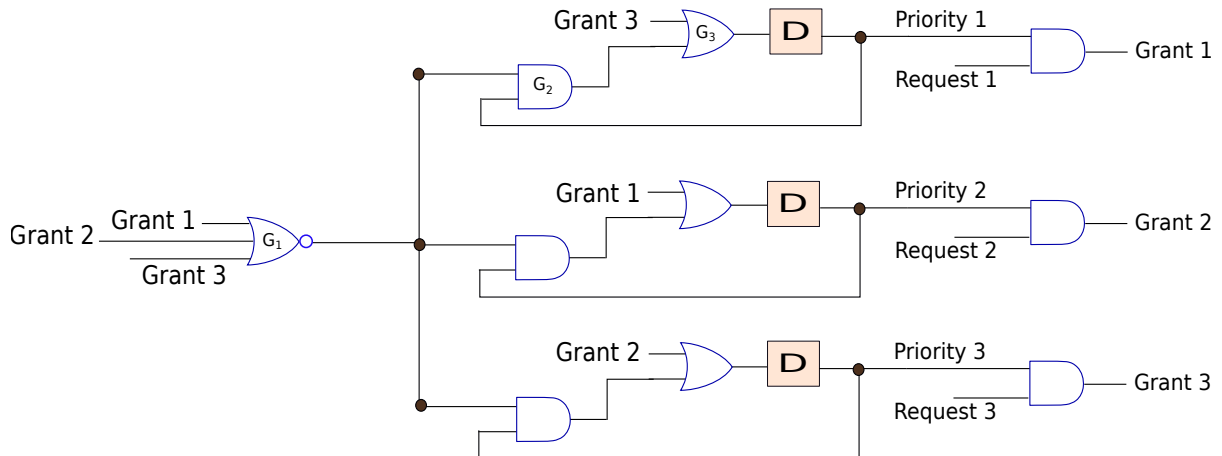 Grant 3
G3
D
Priority 1
Grant 1
G2
Request 1
Grant 1
D
Priority 2
Grant 1
Grant 2
G1
Grant 2
Request 2
Grant 3
Grant 2
D
Priority 3
Grant 3
Request 3